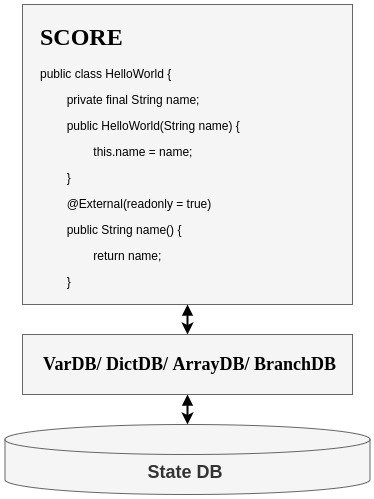 SCORE
public class HelloWorld {
private final String name;
public HelloWorld(String name) {
this.name = name;
}
@External(readonly = true)
public String name() {
return name;
}
VarDB/ DictDB/ ArrayDB/ BranchDB
State DB